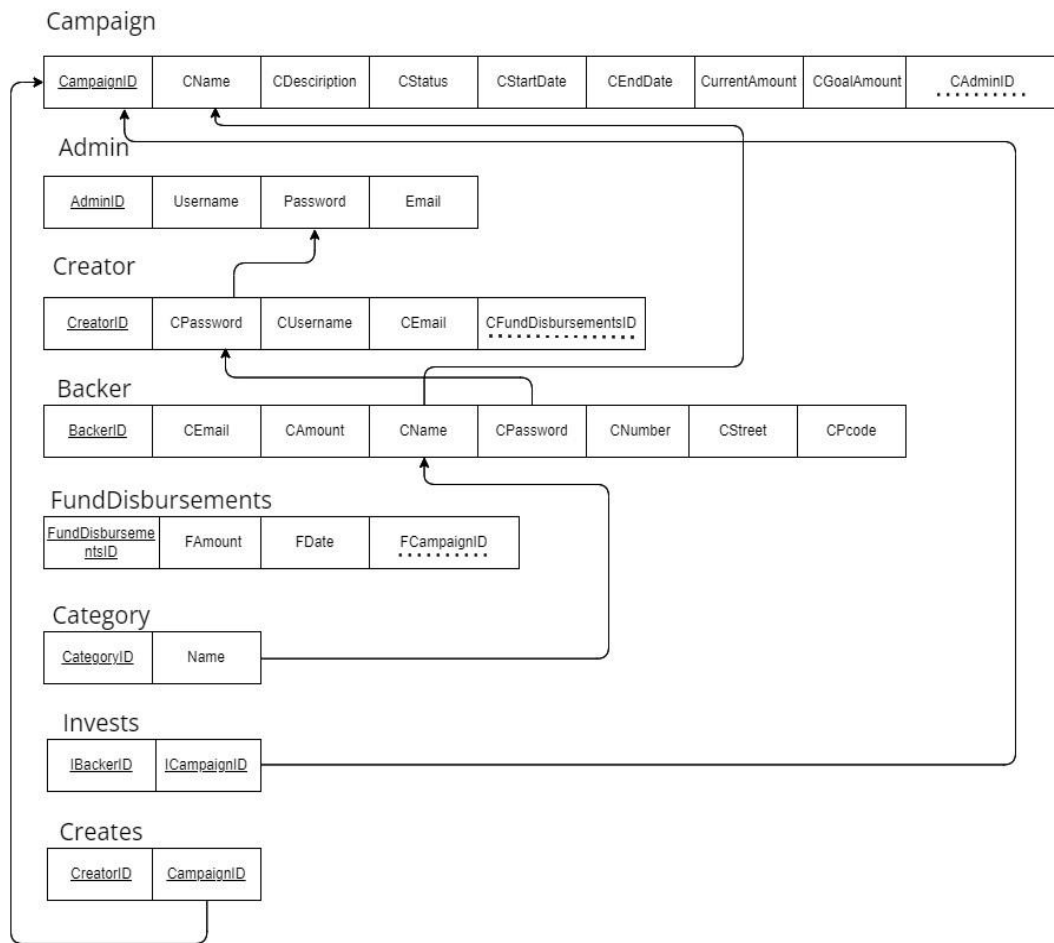 Campaign
CampaignID CName CDesciription CStatus CStartDate CEndDate CurrentAmount CGoalAmount CAdminID
Admin
AdminID Username Password Email
Creator
CreatorID CPassword CUsername CEmail CFundDisbursementsID
Backer
BackerID CEmail CAmount CName CPassword CNumber CStreet CPcode
FundDisbursements
FundDisburseme
ntsID FAmount FDate FCampaignID
Category
CategoryID Name
Invests
IBackerID ICampaignID
Creates
CreatorID CampaignID